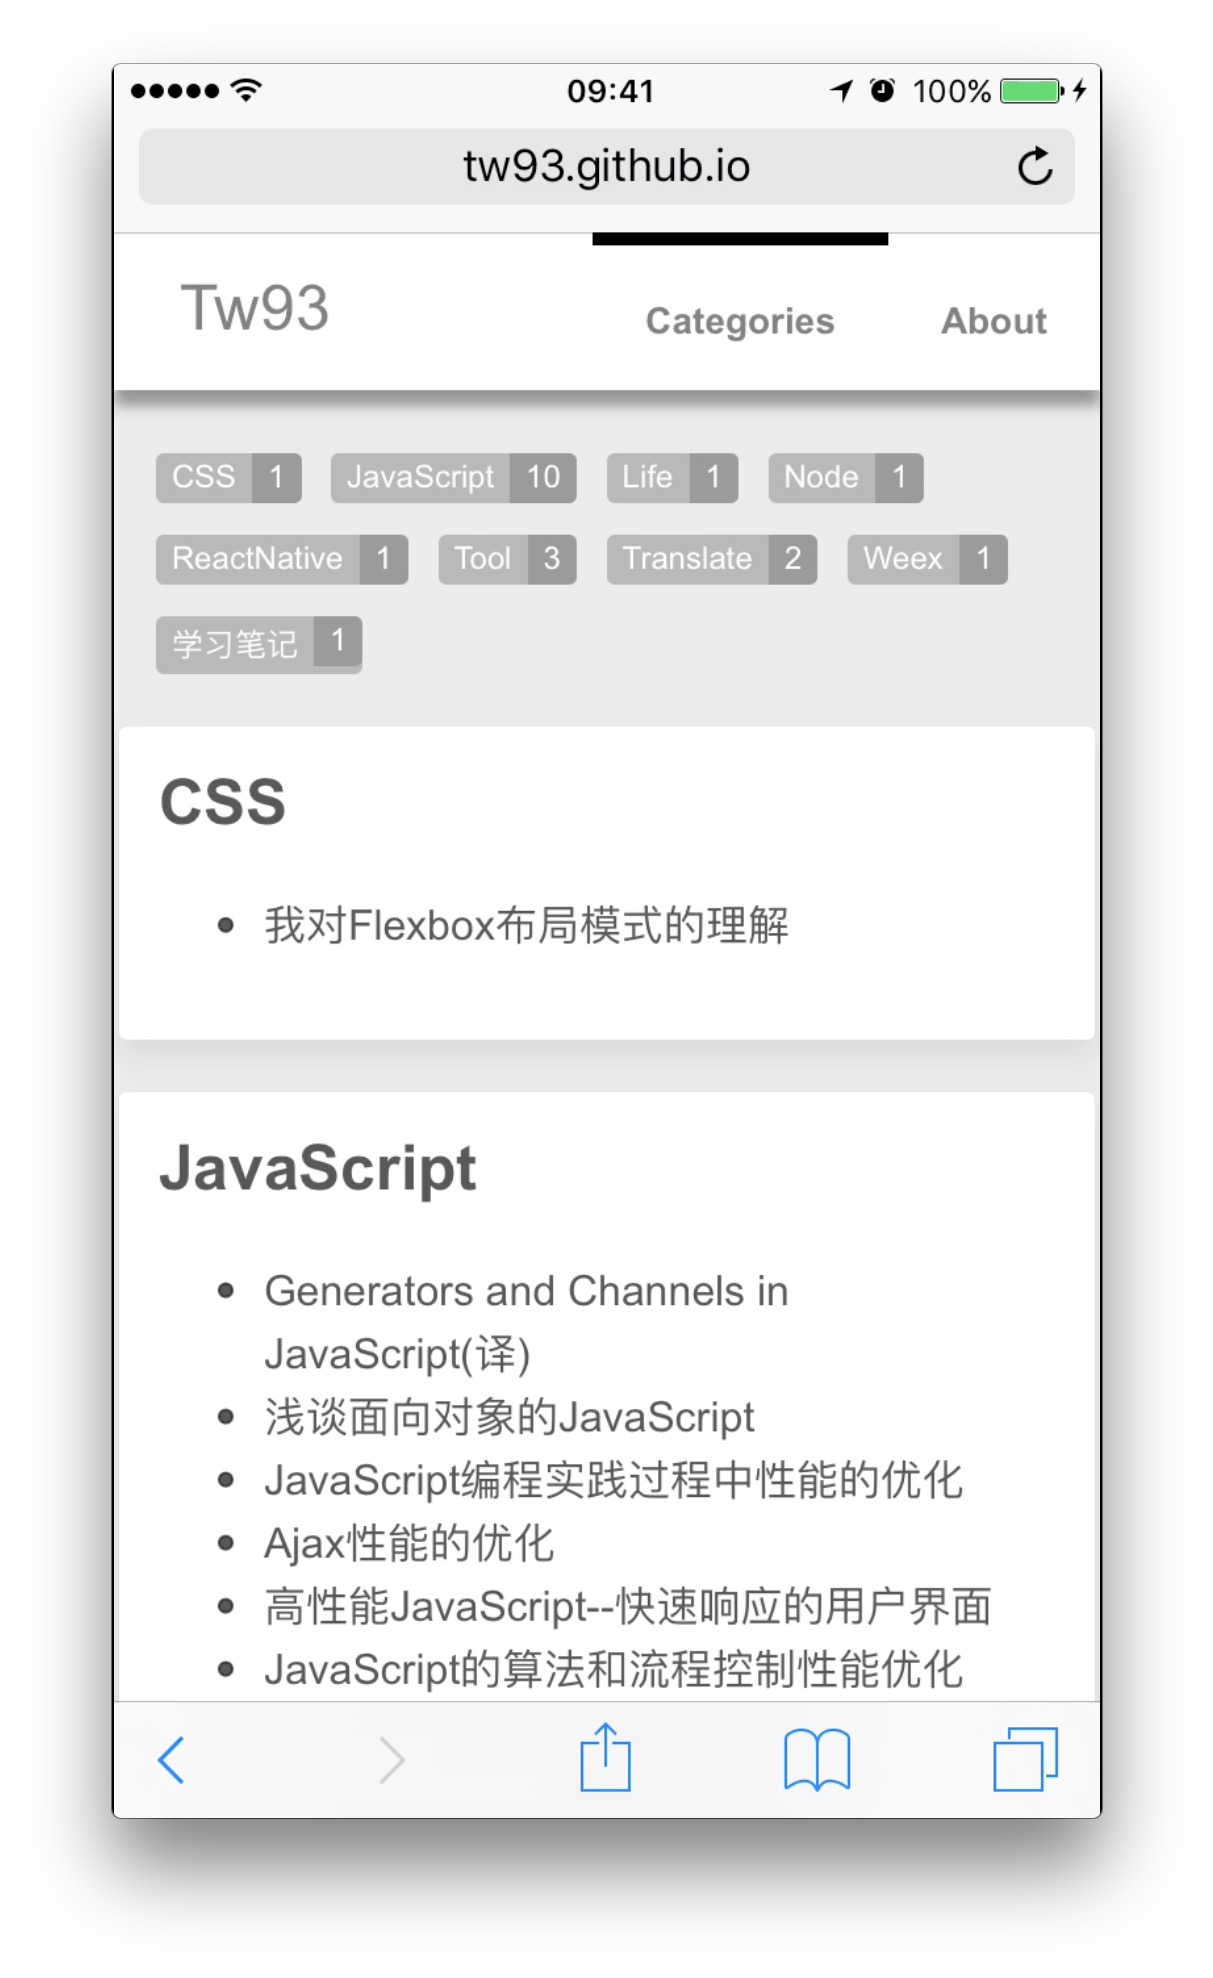 09:41 100%
tw93.github.io
Tw93 Categories About
CSS 1 JavaScript 10 Life 1 Node 1
ReactNative 1 Tool 3 Translate 2 Weex 1
学习笔记 1
CSS
我对Flexbox布局模式的理解
JavaScript
Generators and Channels in
JavaScript(译)
浅谈面向对象的JavaScript
JavaScript编程实践过程中性能的优化
Ajax性能的优化
高性能JavaScript--快速响应的用户界面
JavaScript的算法和流程控制性能优化